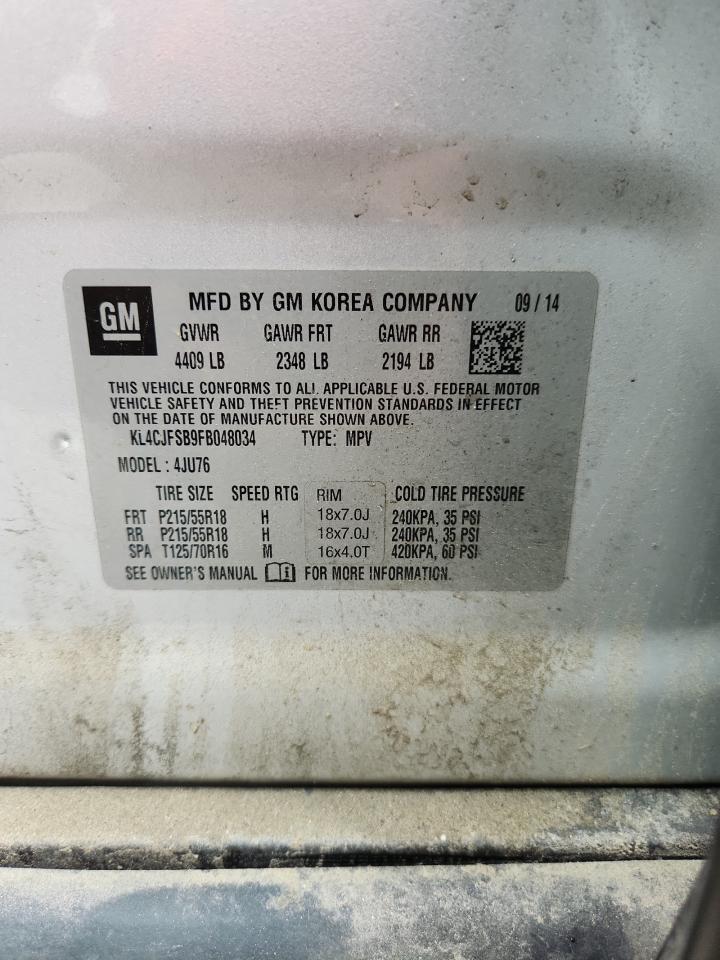 GM
MFD BY GM KOREA COMPANY 09 / 14
GVWR GAWR FRT GAWR RR
4409 LB 2348 LB 2194 LB
THIS VEHICLE CONFORMS TO ALL APPLICABLE U.S. FEDERAL MOTOR
VEHICLE SAFETY AND THEFT PREVENTION STANDARDS IN EFFECT
ON THE DATE OF MANUFACTURE SHOWN ABOVE.
KL4CJFSB9FB048034 TYPE: MPV
MODEL : 4JU76
TIRE SIZE SPEED RTG RIM COLD TIRE PRESSURE
FRT P215/55R18 H 18x7.0J 240KPA, 35 PSI
RR P215/55R18 H 18x7.0J 240KPA, 35 PSI
SPA T125/70R16 M 16x4.0T 420KPA, 60 PSI
SEE OWNER'S MANUAL FOR MORE INFORMATION.